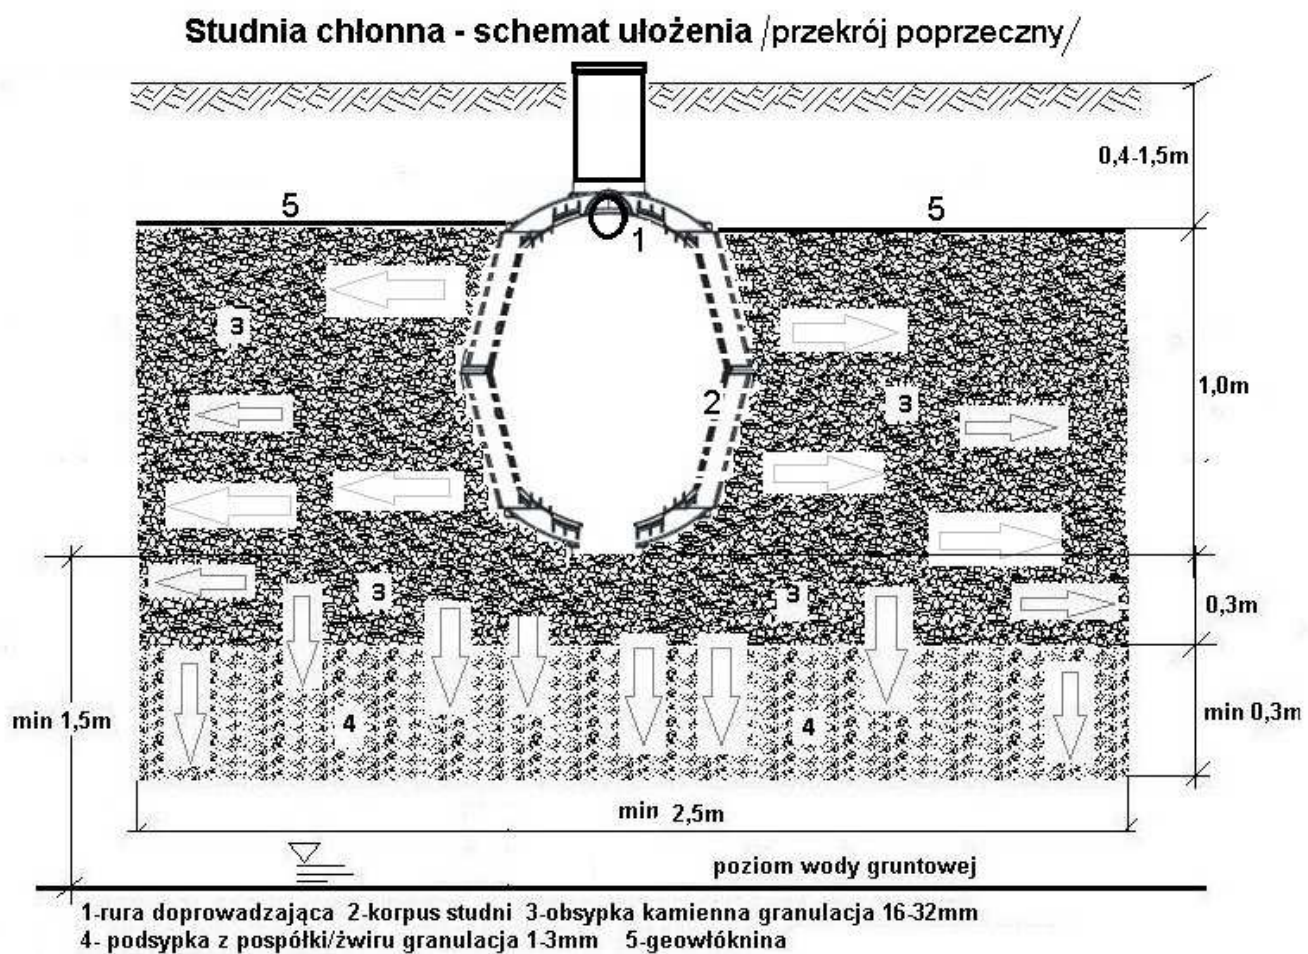 Studnia chłonna - schemat ułożenia /przekrój poprzeczny/
0,4-1,5m
5
5
1
3
1,0m
2
3
3
3
0,3m
min 1,5m
4
4
min 0,3m
min 2,5m
poziom wody gruntowej
1-rura doprowadzająca 2-korpus studni 3-obsypka kamienna granulacja 16-32mm
4- podsypka z pospółki/żwiru granulacja 1-3mm 5-geowłóknina